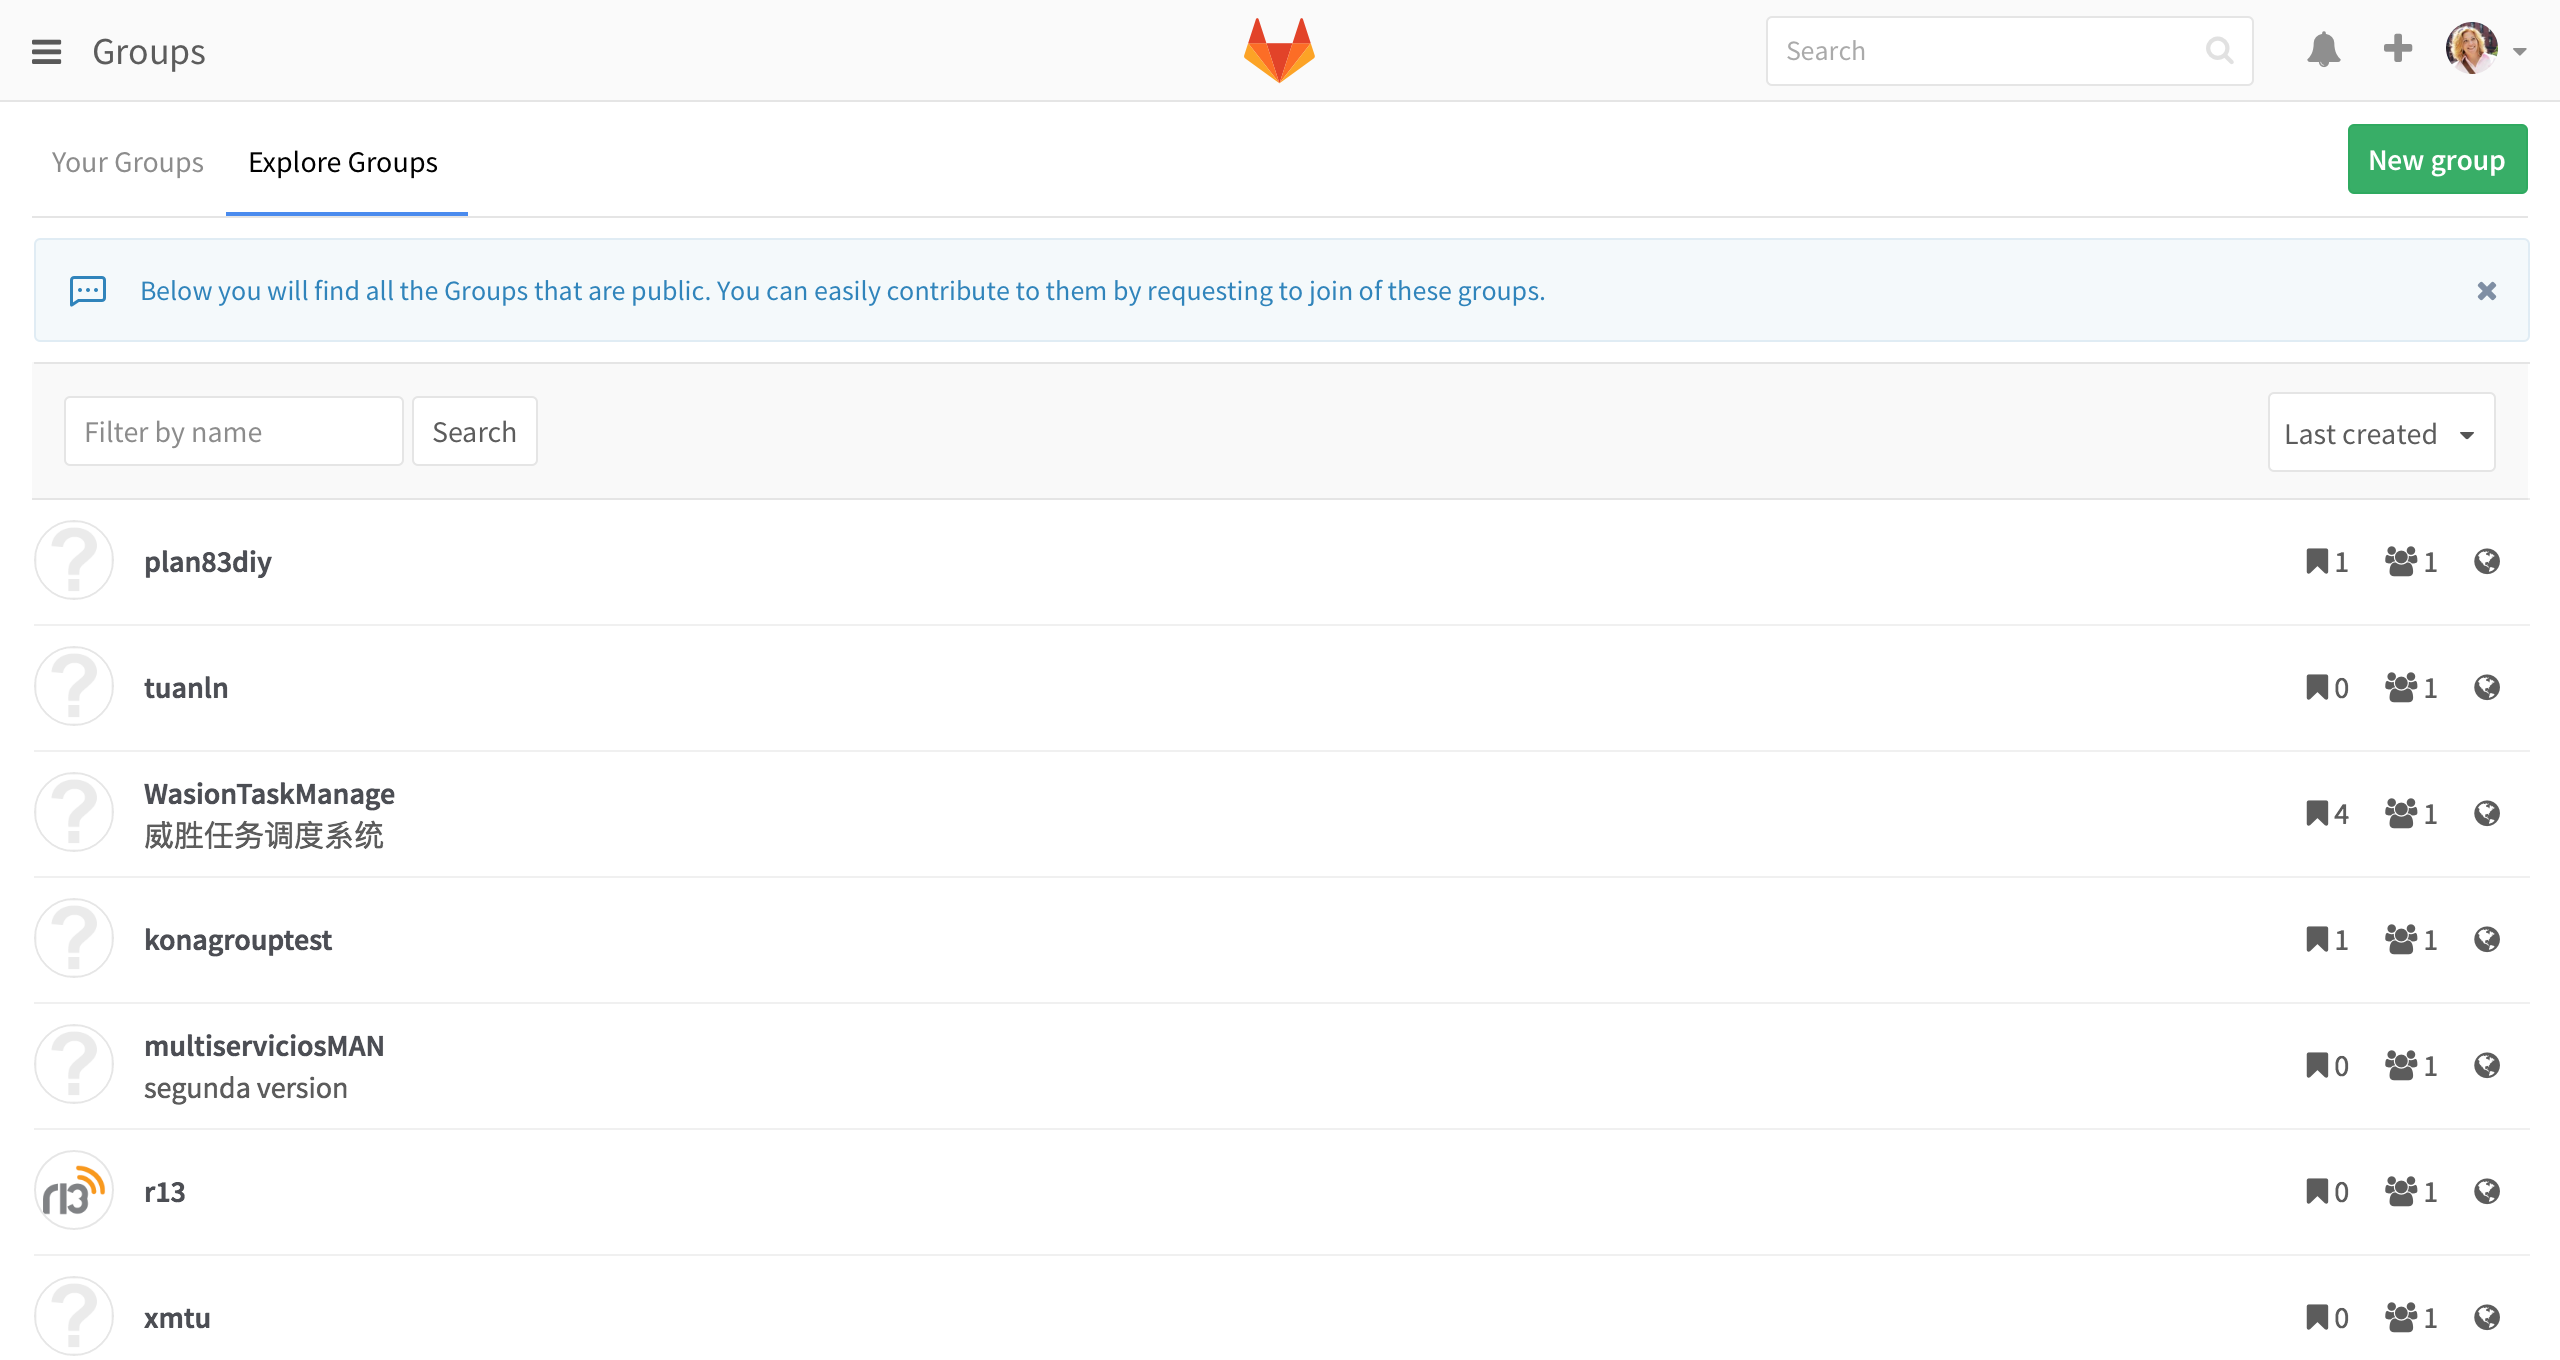 Groups
Search
Your Groups
Explore Groups
New group
Below you will find all the Groups that are public. You can easily contribute to them by requesting to join of these groups.
Filter by name
Search
Last created
plan83diy
1
1
tuanln
0
1
WasionTaskManage
威胜任务调度系统
4
1
konagrouptest
1
1
multiserviciosMAN
segunda version
0
1
r13
r13
0
1
xmtu
0
1